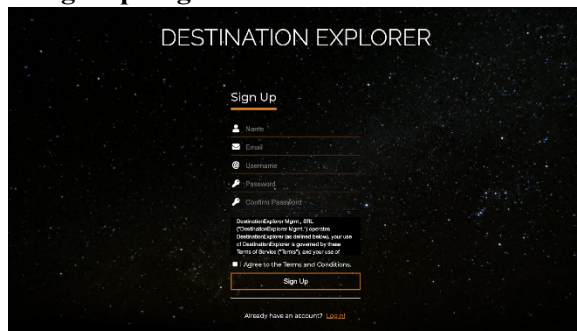 DESTINATION EXPLORER
Sign Up
Name
Email
Username
Password
Confirm Password
DestinationExplorer Mgmt., SRL
("DestinationExplorer Mgmt.") operates
DestinationExplorer (as defined below), your use
of DestinationExplorer is governed by these
Terms of Service ("Terms"), and your use of
I Agree to the Terms and Conditions.
Sign Up
Already have an account? Login!